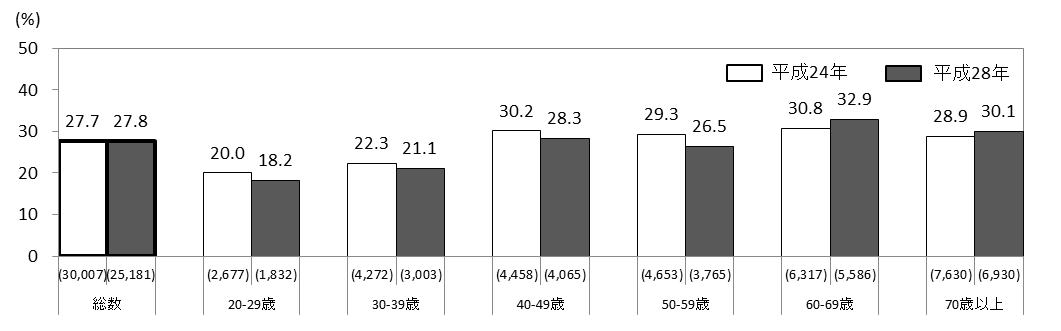 (%)
50
平成24年 平成28年
40
30.2 30.8 32.9
27.7 27.8 28.3 29.3 26.5 28.9 30.1
30
20.0 18.2 22.3 21.1
20
10
0
(30,007) (25,181) (2,677) (1,832) (4,272) (3,003) (4,458) (4,065) (4,653) (3,765) (6,317) (5,586) (7,630) (6,930)
総数 20-29歳 30-39歳 40-49歳 50-59歳 60-69歳 70歳以上